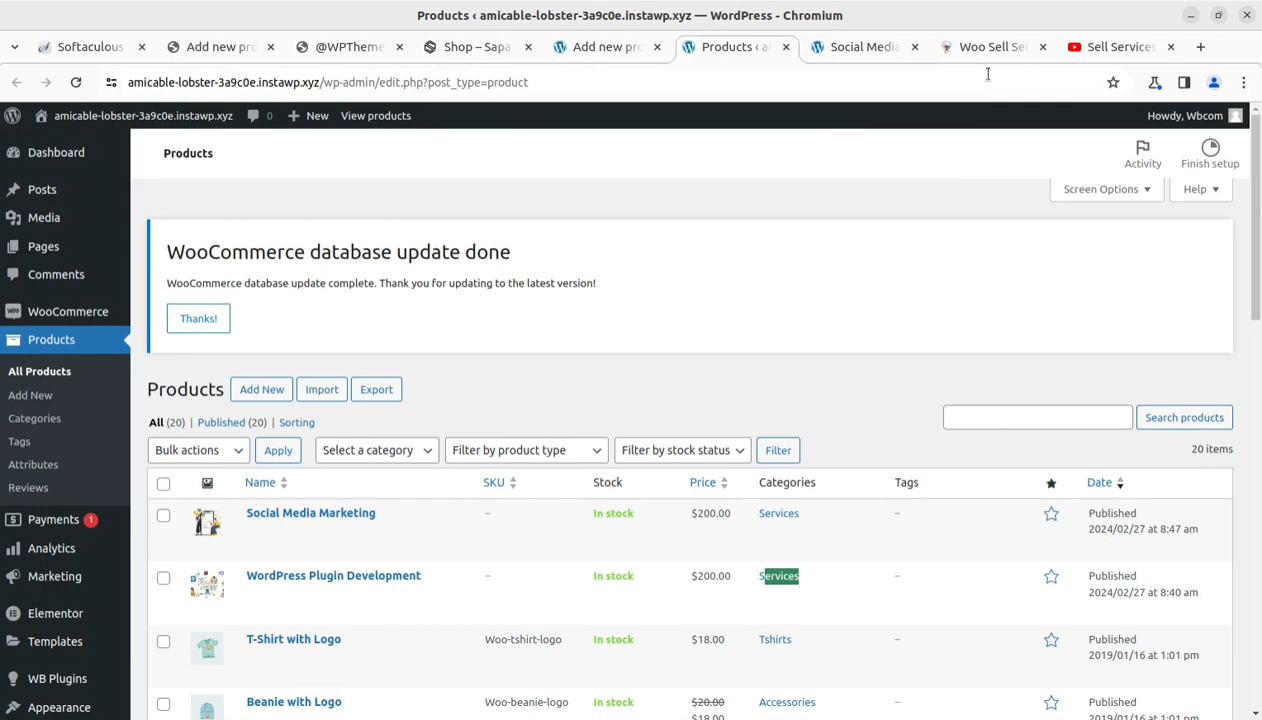 Products ‹ amicable-lobster-3a9c0e.instawp.xyz — WordPress - Chromium
Softaculous
Add new pro
@WPTheme
Shop – Sapa
Add new pro
Products ‹ a
Social Media
Woo Sell Se
Sell Services
amicable-lobster-3a9c0e.instawp.xyz/wp-admin/edit.php?post_type=product
amicable-lobster-3a9c0e.instawp.xyz
0
New
View products
Howdy, Wbcom
Dashboard
Posts
Media
Pages
Comments
WooCommerce
Products
All Products
Add New
Categories
Tags
Attributes
Reviews
Payments 1
Analytics
Marketing
Elementor
Templates
WB Plugins
Appearance
Products
Activity
Finish setup
Screen Options
Help
WooCommerce database update done
WooCommerce database update complete. Thank you for updating to the latest version!
Thanks!
Products
Add New
Import
Export
All (20) | Published (20) | Sorting
Search products
Bulk actions
Apply
Select a category
Filter by product type
Filter by stock status
Filter
20 items
Name SKU Stock Price Categories Tags Date
Social Media Marketing – In stock $200.00 Services – Published
2024/02/27 at 8:47 am
WordPress Plugin Development – In stock $200.00 Services – Published
2024/02/27 at 8:40 am
T-Shirt with Logo Woo-tshirt-logo In stock $18.00 Tshirts – Published
2019/01/16 at 1:01 pm
Beanie with Logo Woo-beanie-logo In stock $20.00 Accessories – Published
$18.00 2019/01/16 at 1:01 pm